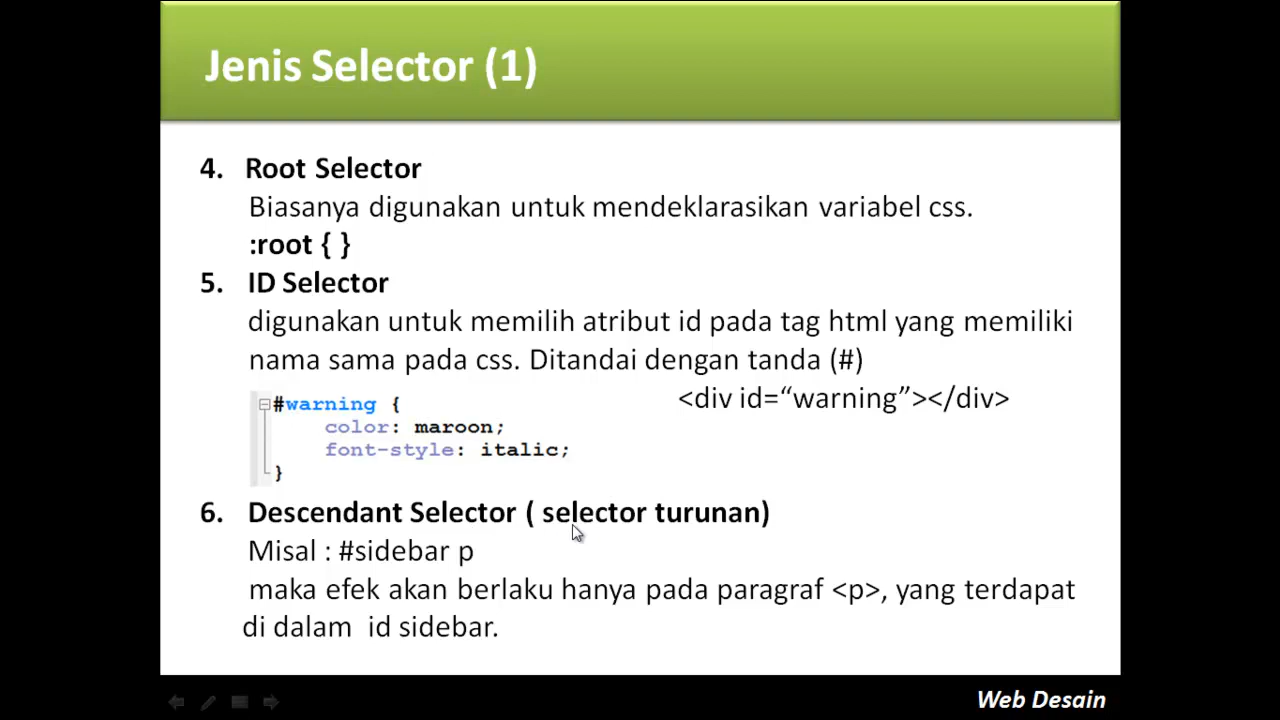 Jenis Selector (1)
4. Root Selector
Biasanya digunakan untuk mendeklarasikan variabel css.
:root { }
5. ID Selector
digunakan untuk memilih atribut id pada tag html yang memiliki
nama sama pada css. Ditandai dengan tanda (#)
<div id=“warning”></div>
#warning {
color: maroon;
font-style: italic;
}
6. Descendant Selector ( selector turunan)
Misal : #sidebar p
maka efek akan berlaku hanya pada paragraf <p>, yang terdapat
di dalam  id sidebar.
Web Desain